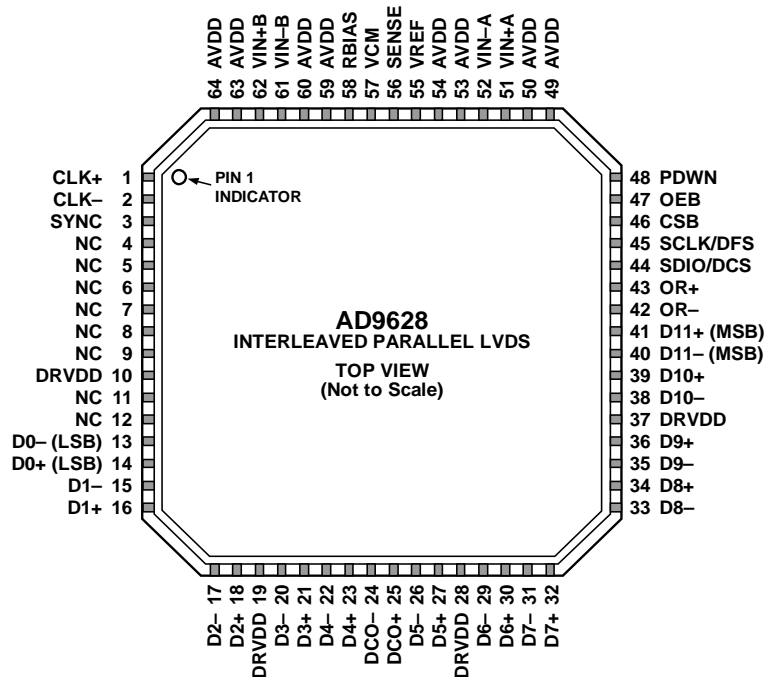 64 AVDD
63 AVDD
62 VIN+B
61 VIN–B
60 AVDD
59 AVDD
58 RBIAS
57 VCM
56 SENSE
55 VREF
54 AVDD
53 AVDD
52 VIN–A
51 VIN+A
50 AVDD
49 AVDD
CLK+ 1
CLK– 2
SYNC 3
NC 4
NC 5
NC 6
NC 7
NC 8
NC 9
DRVDD 10
NC 11
NC 12
D0– (LSB) 13
D0+ (LSB) 14
D1– 15
D1+ 16
PIN 1
INDICATOR
AD9628
INTERLEAVED PARALLEL LVDS
TOP VIEW
(Not to Scale)
48 PDWN
47 OEB
46 CSB
45 SCLK/DFS
44 SDIO/DCS
43 OR+
42 OR–
41 D11+ (MSB)
40 D11– (MSB)
39 D10+
38 D10–
37 DRVDD
36 D9+
35 D9–
34 D8+
33 D8–
D2– 17
D2+ 18
DRVDD 19
D3– 20
D3+ 21
D4– 22
D4+ 23
DCO– 24
DCO+ 25
D5– 26
D5+ 27
DRVDD 28
D6– 29
D6+ 30
D7– 31
D7+ 32